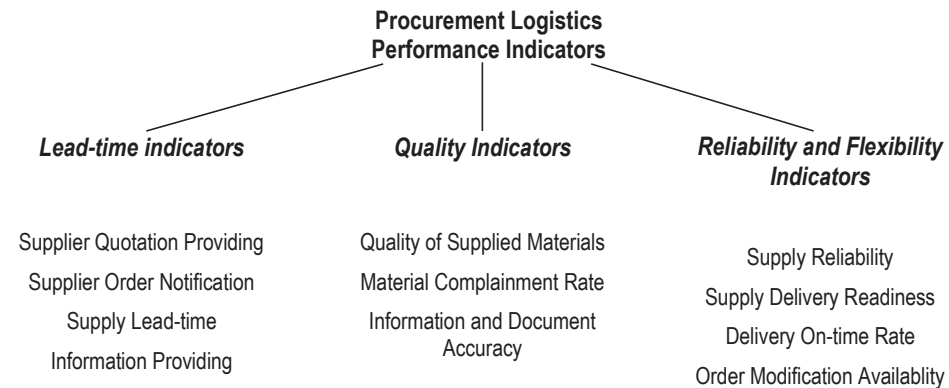 Procurement Logistics
Performance Indicators
Lead-time indicators
Supplier Quotation Providing
Supplier Order Notification
Supply Lead-time
Information Providing
Quality Indicators
Quality of Supplied Materials
Material Complainment Rate
Information and Document
Accuracy
Reliability and Flexibility
Indicators
Supply Reliability
Supply Delivery Readiness
Delivery On-time Rate
Order Modification Availablity